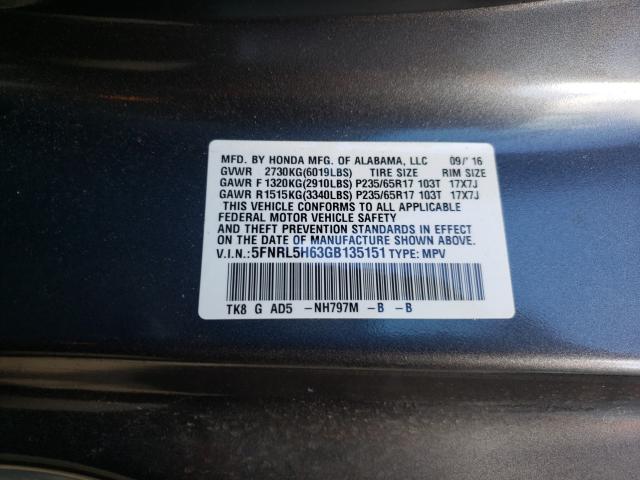 MFD. BY HONDA MFG. OF ALABAMA, LLC 09/'16
GVWR 2730KG(6019LBS) TIRE SIZE RIM SIZE
GAWR F 1320KG(2910LBS) P235/65R17 103T 17X7J
GAWR R1515KG(3340LBS) P235/65R17 103T 17X7J
THIS VEHICLE CONFORMS TO ALL APPLICABLE
FEDERAL MOTOR VEHICLE SAFETY
AND THEFT PREVENTION STANDARDS IN EFFECT
ON THE DATE OF MANUFACTURE SHOWN ABOVE.
V.I.N.: 5FNRL5H63GB135151 TYPE: MPV
TK8 G AD5 -NH797M -B -B